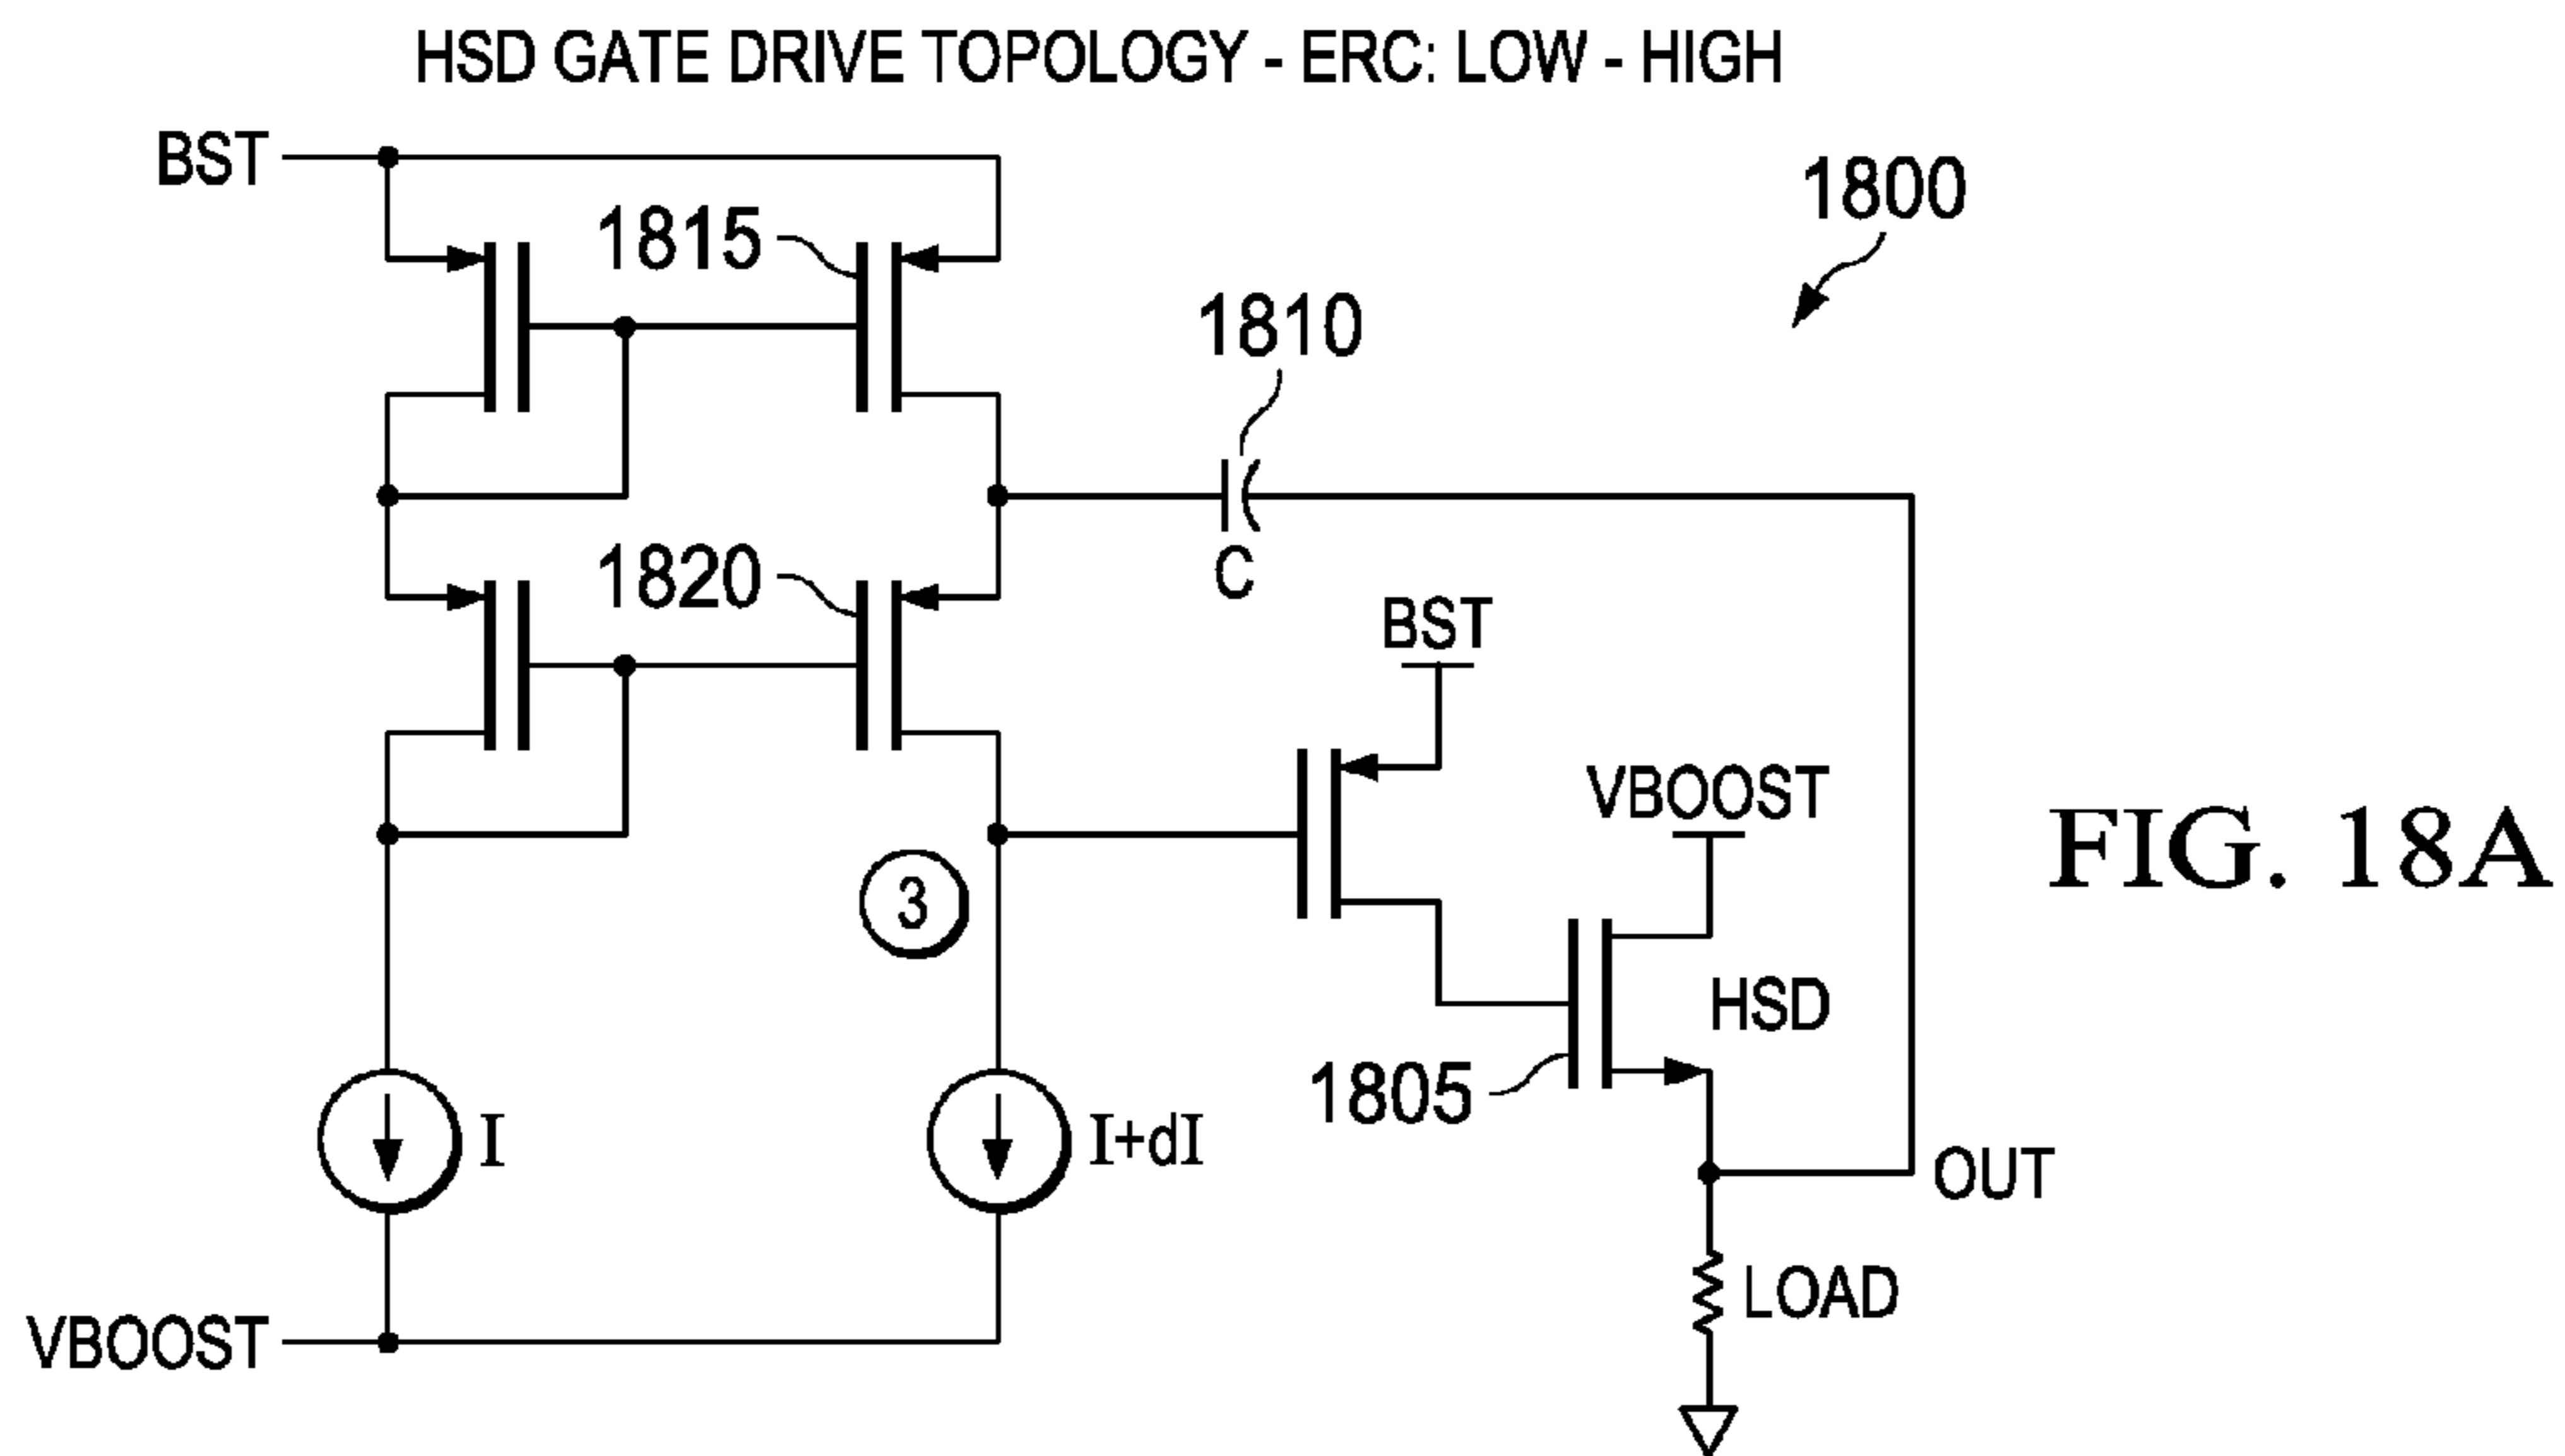 HSD GATE DRIVE TOPOLOGY - ERC: LOW - HIGH
BST
1815
1800
1810
C
1820
BST
VBOOST
3
HSD
1805
FIG. 18A
I
I+dI
OUT
LOAD
VBOOST